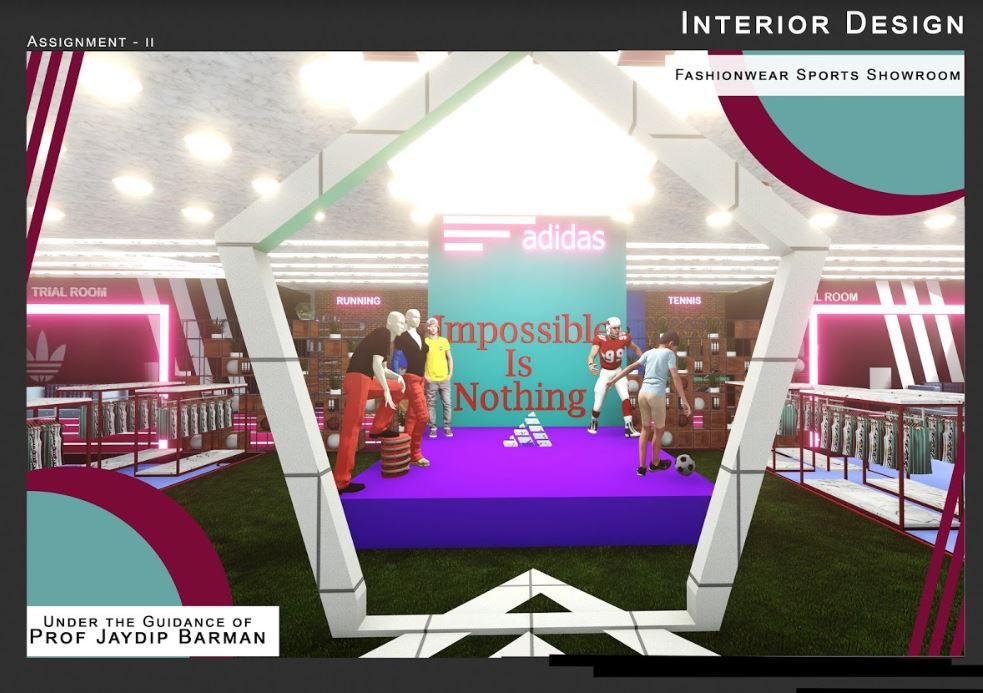 INTERIOR DESIGN
ASSIGNMENT - II
FASHIONWEAR SPORTS SHOWROOM
adidas
TRIAL ROOM
RUNNING
TENNIS
L ROOM
Impossible
Is
Nothing
99
UNDER THE GUIDANCE OF
PROF JAYDIP BARMAN